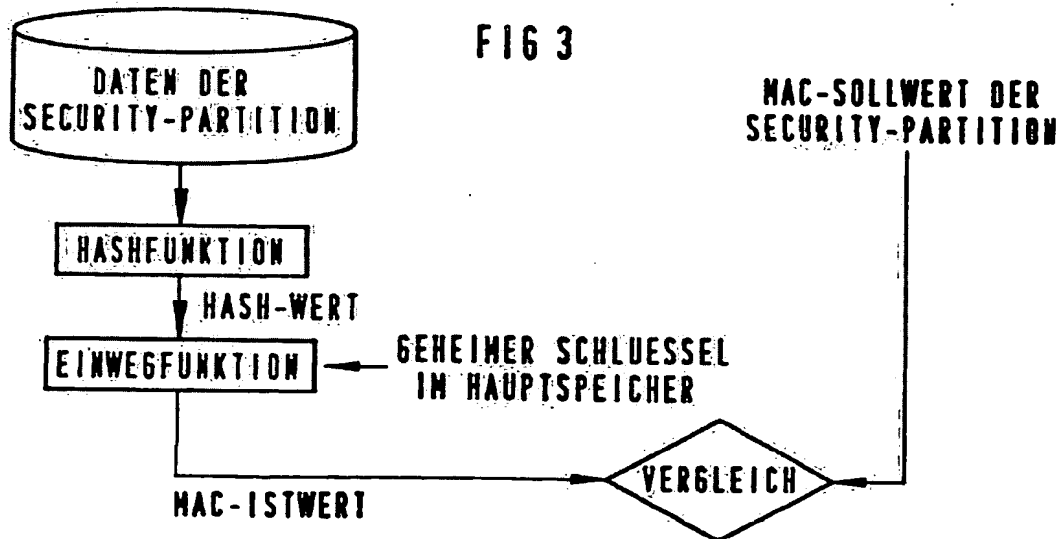 FIG 3
DATEN DER
SECURITY-PARTITION
MAC-SOLLWERT DER
SECURITY-PARTITION
HASHFUNKTION
HASH-WERT
EINWEGFUNKTION
GEHEIMER SCHLUESSEL
IM HAUPTSPEICHER
VERGLEICH
MAC-ISTWERT